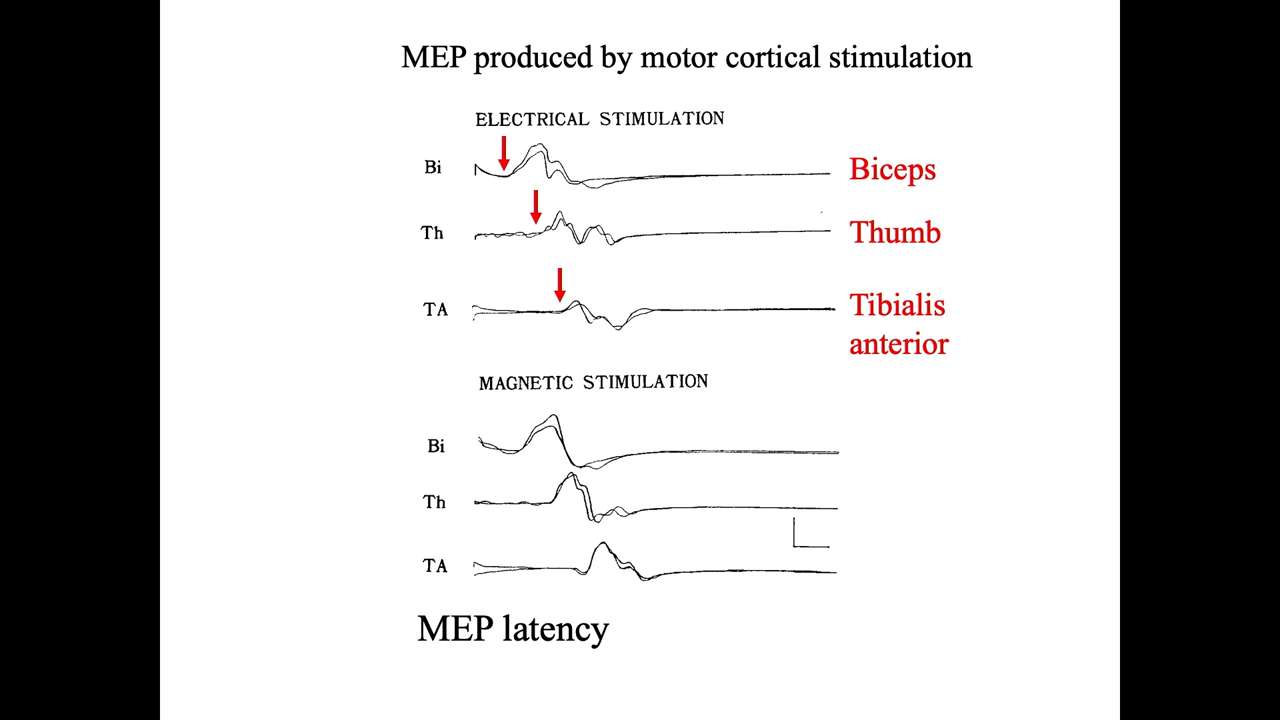 MEP produced by motor cortical stimulation
ELECTRICAL STIMULATION
Bi
Biceps
Th
Thumb
TA
Tibialis
anterior
MAGNETIC STIMULATION
Bi
Th
TA
MEP latency